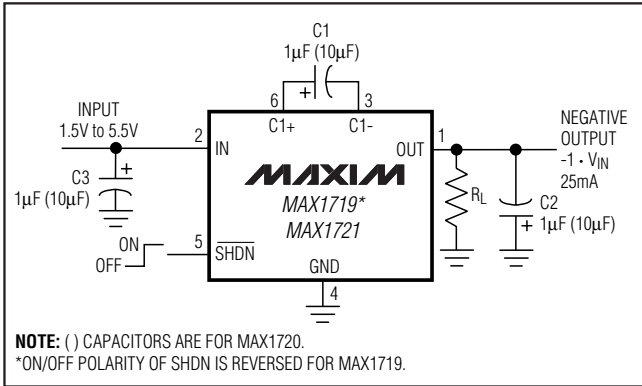 C1
1µF (10µF)
+
6
3
C1+
C1-
INPUT
1.5V to 5.5V
2
IN
OUT
1
NEGATIVE
OUTPUT
-1 · VIN
25mA
+
C3
1µF (10µF)
MAXIM
MAX1719*
MAX1721
RL
C2
+ 1µF (10µF)
ON
OFF
5
SHDN
GND
4
NOTE: ( ) CAPACITORS ARE FOR MAX1720.
*ON/OFF POLARITY OF SHDN IS REVERSED FOR MAX1719.